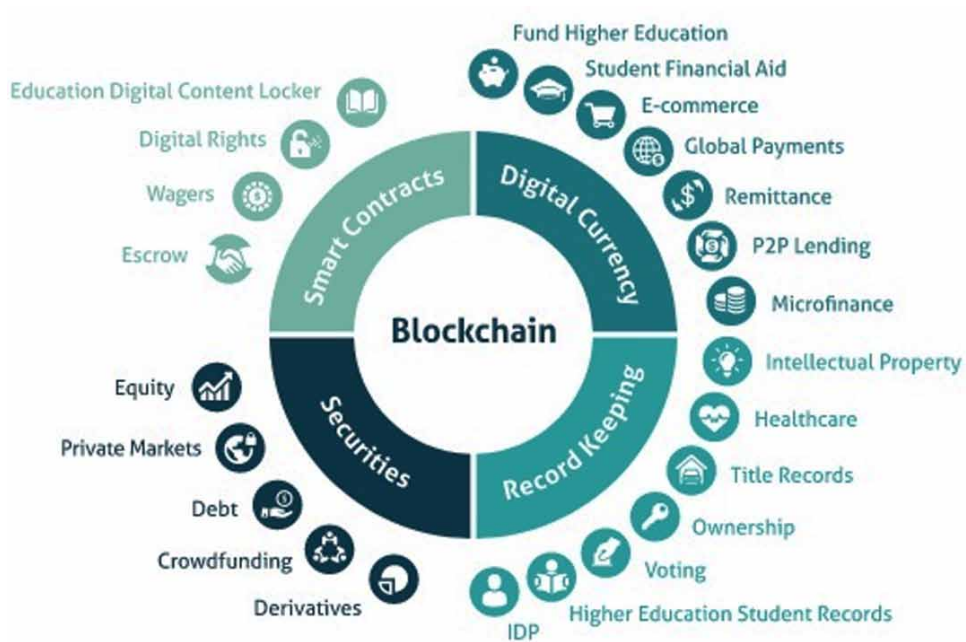 Fund Higher Education
Student Financial Aid
E-commerce
Global Payments
Remittance
P2P Lending
Microfinance
Education Digital Content Locker
Digital Rights
Wagers
Escrow
Smart Contracts
Digital Currency
Blockchain
Securities
Record Keeping
Equity
Private Markets
Debt
Crowdfunding
Derivatives
Intellectual Property
Healthcare
Title Records
Ownership
Voting
Higher Education Student Records
IDP